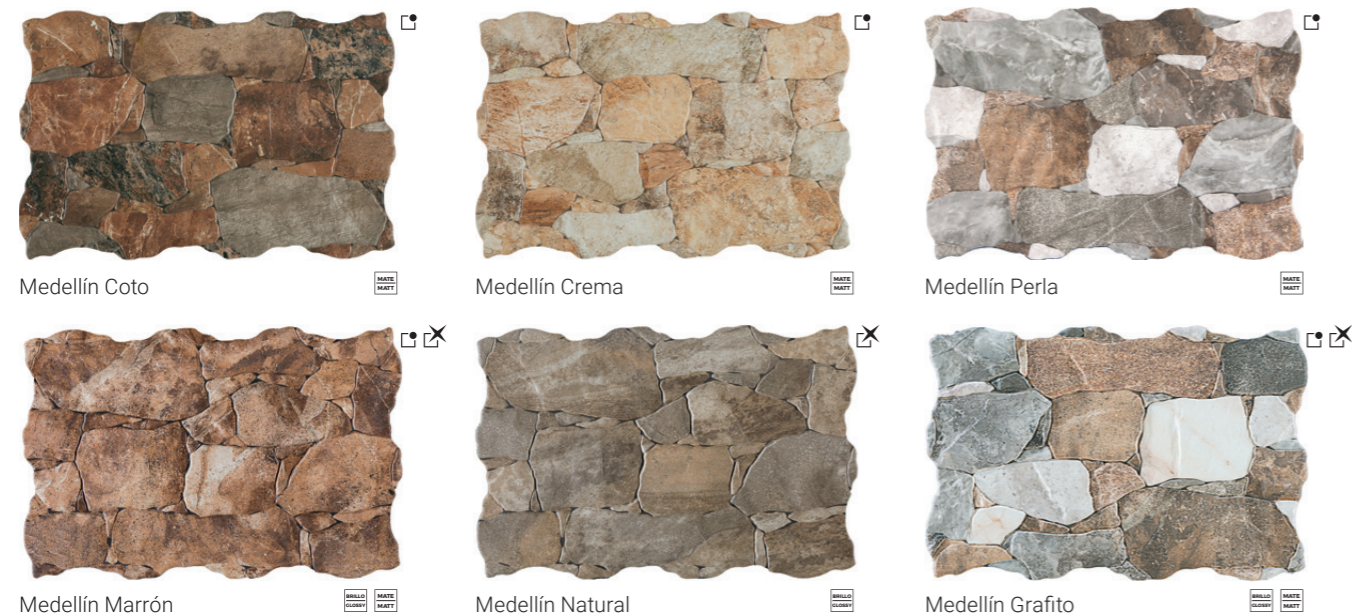 Medellín Coto
MATE
MATT
Medellín Crema
MATE
MATT
Medellín Perla
MATE
MATT
Medellín Marrón
BRILLO
GLOSSY
MATE
MATT
Medellín Natural
BRILLO
GLOSSY
Medellín Grafito
BRILLO
GLOSSY
MATE
MATT